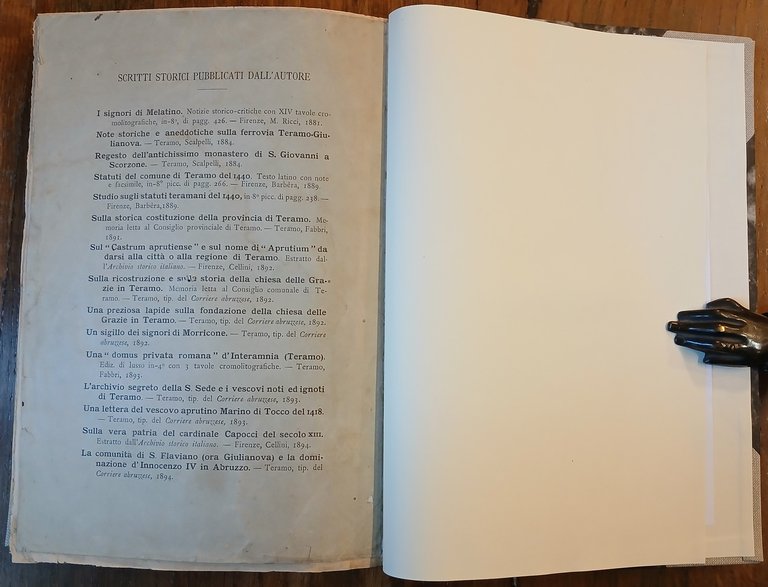 SCRITTI STORICI PUBBLICATI DALL'AUTORE
I signori di Melatino. Notizie storico-critiche con XIV tavole cro-
molitografiche, in-8°, di pagg. 426. — Firenze, M. Ricci, 1881.
Note storiche e aneddotiche sulla ferrovia Teramo-Giu-
lianova. — Teramo, Scalpelli, 1884.
Regesto dell'antichissimo monastero di S. Giovanni a
Scorzone. — Teramo, Scalpelli, 1884.
Statuti del comune di Teramo del 1440. Testo latino con note
e facsimile, in-8° picc. di pagg. 266. — Firenze, Barbèra, 1889.
Studio sugli statuti teramani del 1440, in 8° picc. di pagg. 238. —
Firenze, Barbèra, 1889.
Sulla storica costituzione della provincia di Teramo. Me-
moria letta al Consiglio provinciale di Teramo. — Teramo, Fabbri,
1891.
Sul "Castrum aprutiense" e sul nome di "Aprutium" da
darsi alla città o alla regione di Teramo. Estratto dal-
l'Archivio storico italiano. — Firenze, Cellini, 1892.
Sulla ricostruzione e sulla storia della chiesa delle Gra-
zie in Teramo. Memoria letta al Consiglio comunale di Te-
ramo. — Teramo, tip. del Corriere abruzzese, 1892.
Una preziosa lapide sulla fondazione della chiesa delle
Grazie in Teramo. — Teramo, tip. del Corriere abruzzese, 1892.
Un sigillo dei signori di Morricone. — Teramo, tip. del Corriere
abruzzese, 1892.
Una "domus privata romana" d'Interamnia (Teramo).
Ediz. di lusso in-4° con 3 tavole cromolitografiche. — Teramo,
Fabbri, 1893.
L'archivio segreto della S. Sede e i vescovi noti ed ignoti
di Teramo. — Teramo, tip. del Corriere abruzzese, 1893.
Una lettera del vescovo aprutino Marino di Tocco del 1418.
— Teramo, tip. del Corriere abruzzese, 1893.
Sulla vera patria del cardinale Capocci del secolo XIII.
Estratto dall'Archivio storico italiano. — Firenze, Cellini, 1894.
La comunità di S. Flaviano (ora Giulianova) e la domi-
nazione d'Innocenzo IV in Abruzzo. — Teramo, tip. del
Corriere abruzzese, 1894.